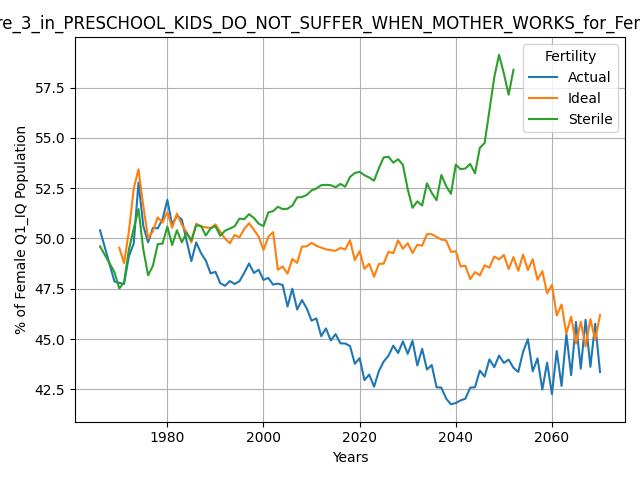 re_3_in_PRESCHOOL_KIDS_DO_NOT_SUFFER_WHEN_MOTHER_WORKS_for_Fer
Fertility
Actual
Ideal
Sterile
57.5
55.0
52.5
50.0
47.5
45.0
42.5
% of Female Q1_IQ Population
1980
2000
2020
2040
2060
Years